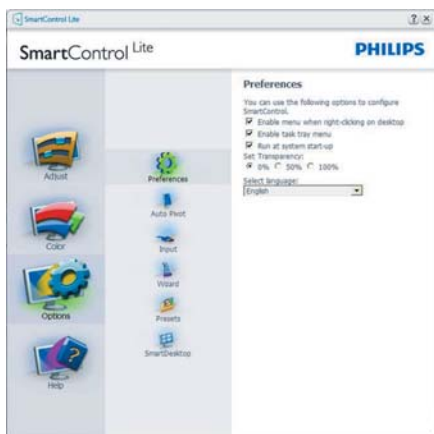 SmartControl Lite
SmartControl Lite
PHILIPS
Adjust
Color
Options
Help
Preferences
Auto Pivot
Input
Wizard
Presets
SmartDesktop
Preferences
You can use the following options to configure
SmartControl.
Enable menu when right-clicking on desktop
Enable task tray menu
Run at system start-up
Set Transparency:
0% 50% 100%
Select language:
English